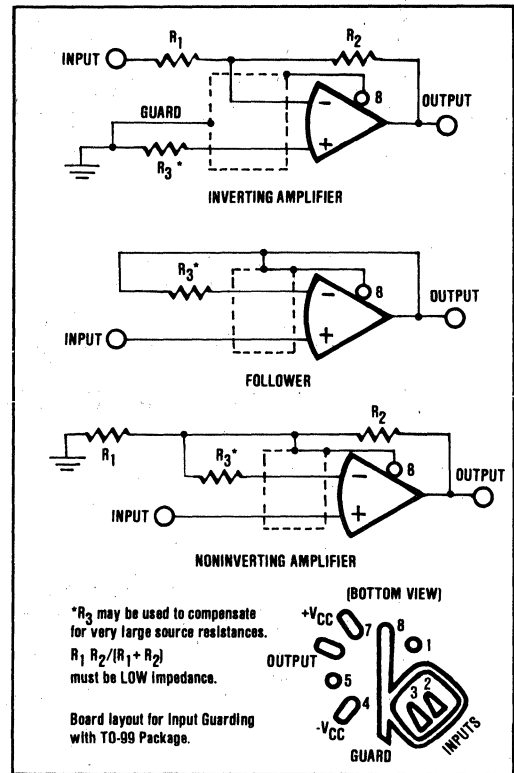 R1
R2
INPUT
8
OUTPUT
GUARD
−
+
R3*
INVERTING AMPLIFIER
R3*
−
8
OUTPUT
INPUT
+
FOLLOWER
R2
R1
R3*
−
8
OUTPUT
INPUT
+
NONINVERTING AMPLIFIER
*R3 may be used to compensate
for very large source resistances.
R1 R2/(R1 + R2)
must be LOW impedance.
Board layout for Input Guarding
with TO-99 Package.
(BOTTOM VIEW)
+VCC
7
8
1
OUTPUT
5
3 2
4
-VCC
INPUTS
GUARD